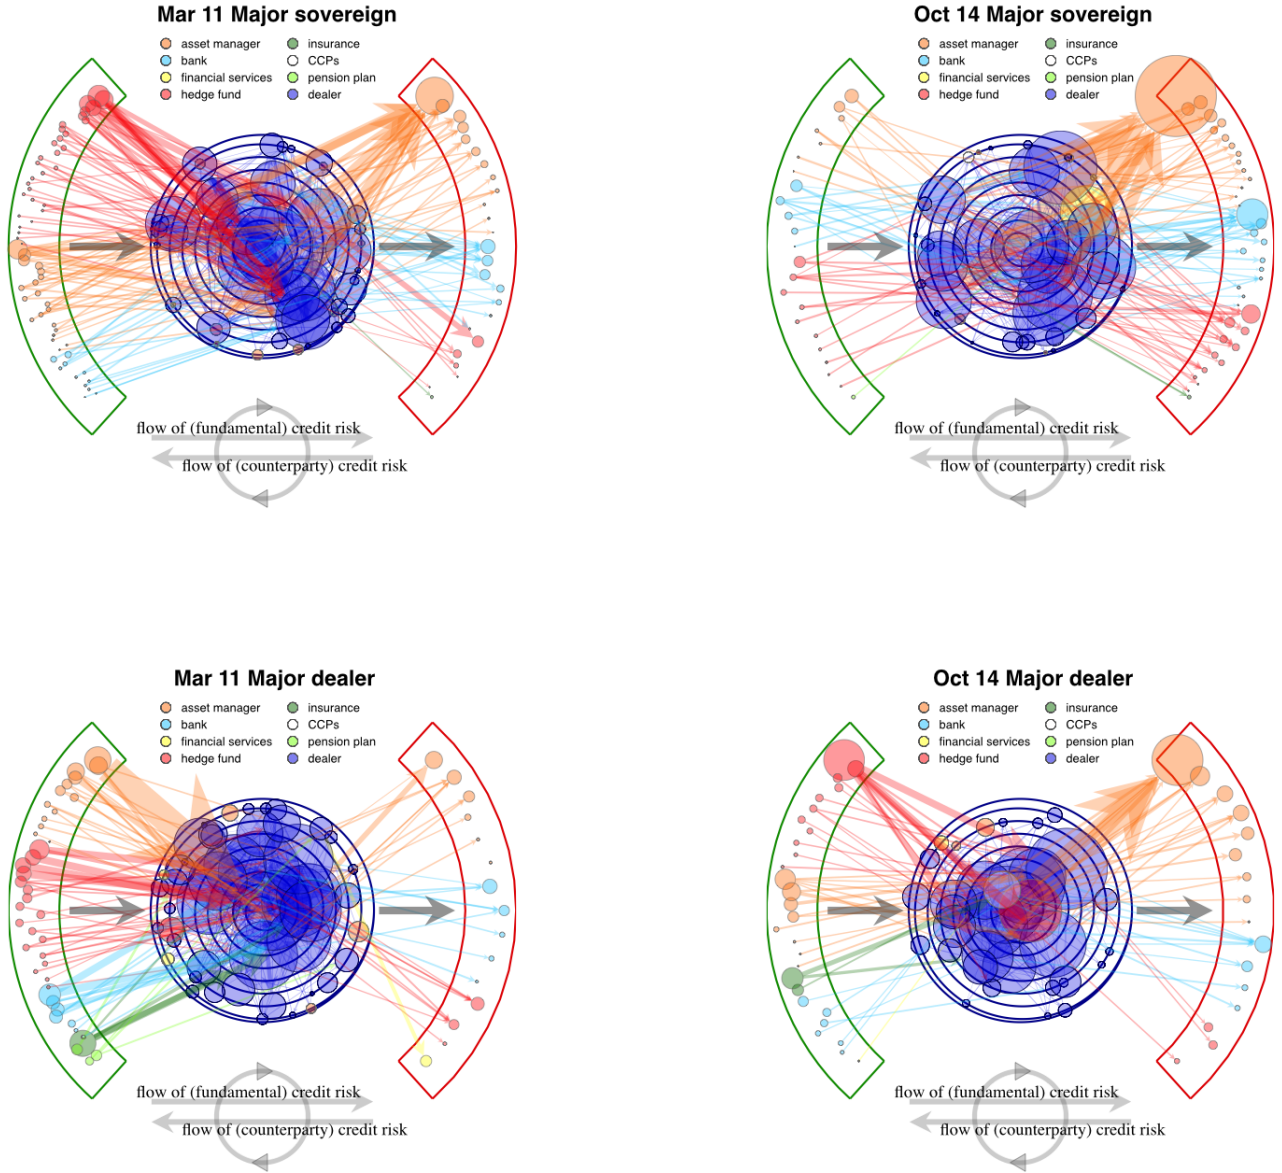 Mar 11 Major sovereign
asset manager
insurance
bank
CCPs
financial services
pension plan
hedge fund
dealer
flow of (fundamental) credit risk
flow of (counterparty) credit risk
Oct 14 Major sovereign
asset manager
insurance
bank
CCPs
financial services
pension plan
hedge fund
dealer
flow of (fundamental) credit risk
flow of (counterparty) credit risk
Mar 11 Major dealer
asset manager
insurance
bank
CCPs
financial services
pension plan
hedge fund
dealer
flow of (fundamental) credit risk
flow of (counterparty) credit risk
Oct 14 Major dealer
asset manager
insurance
bank
CCPs
financial services
pension plan
hedge fund
dealer
flow of (fundamental) credit risk
flow of (counterparty) credit risk